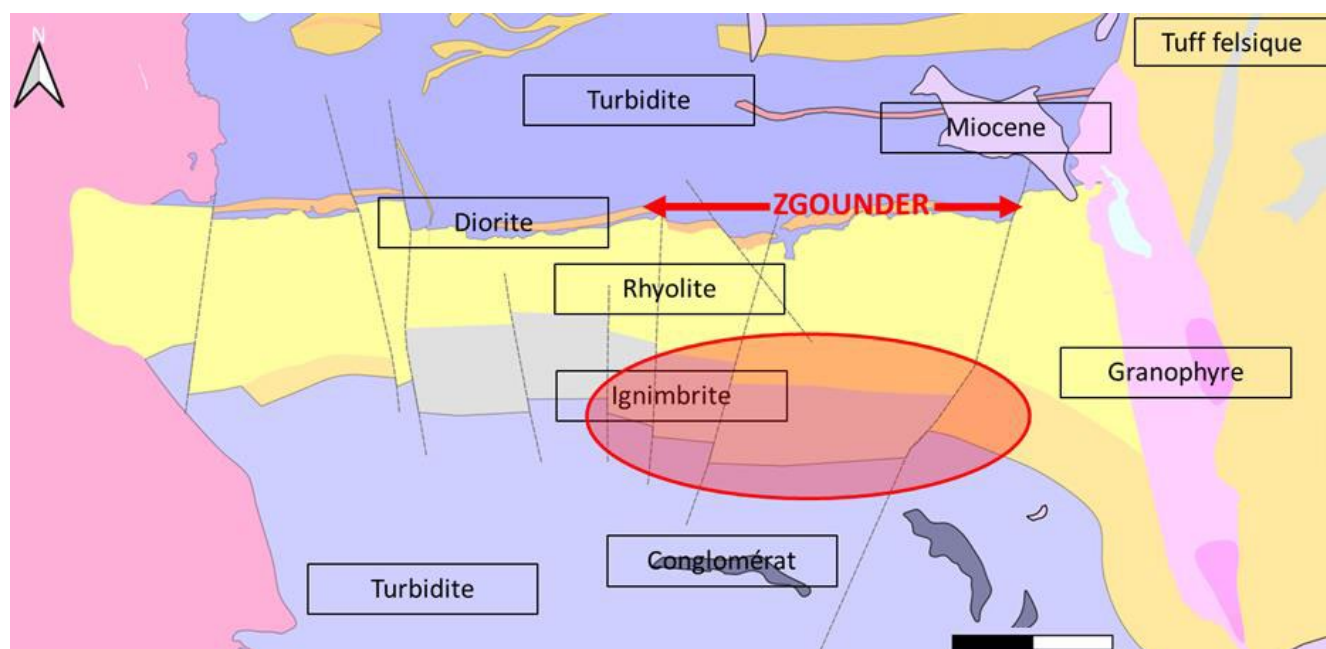 N
Tuff felsique
Turbidite
Miocene
ZGOUNDER
Diorite
Rhyolite
Granophyre
Ignimbrite
Conglomérat
Turbidite